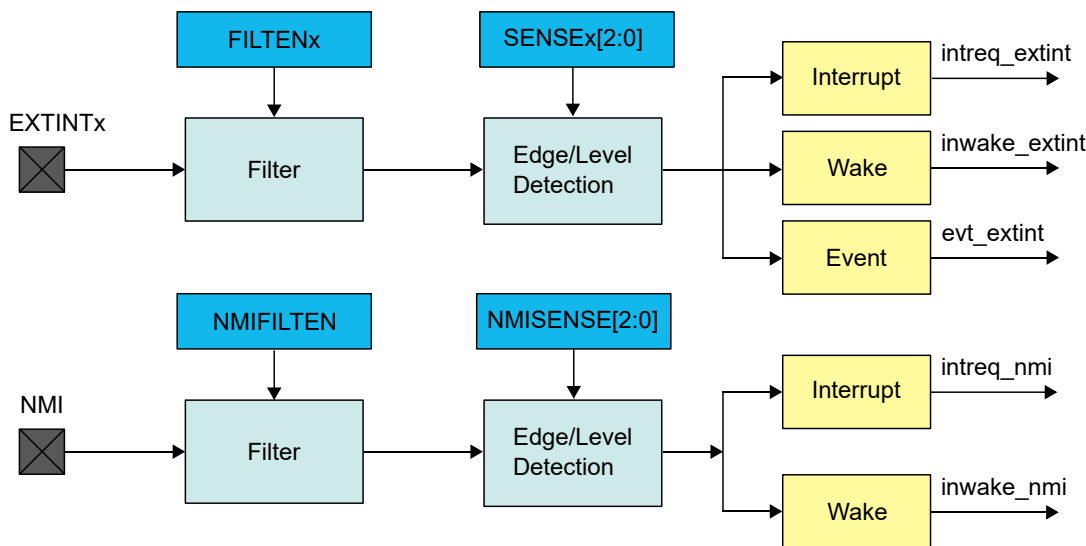 FILTENx
SENSEx[2:0]
intreq_extint
Interrupt
EXTINTx
Filter
Edge/Level
Detection
inwake_extint
Wake
evt_extint
Event
NMIFILTEN
NMISENSE[2:0]
intreq_nmi
Interrupt
NMI
Filter
Edge/Level
Detection
inwake_nmi
Wake